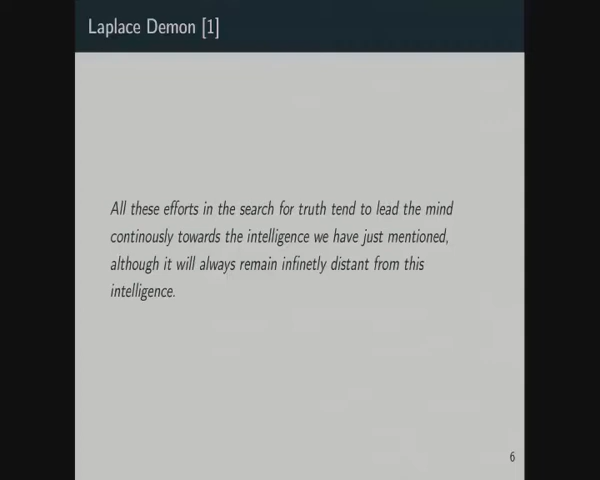 Laplace Demon [1]
All these efforts in the search for truth tend to lead the mind
continously towards the intelligence we have just mentioned,
although it will always remain infinetly distant from this
intelligence.
6